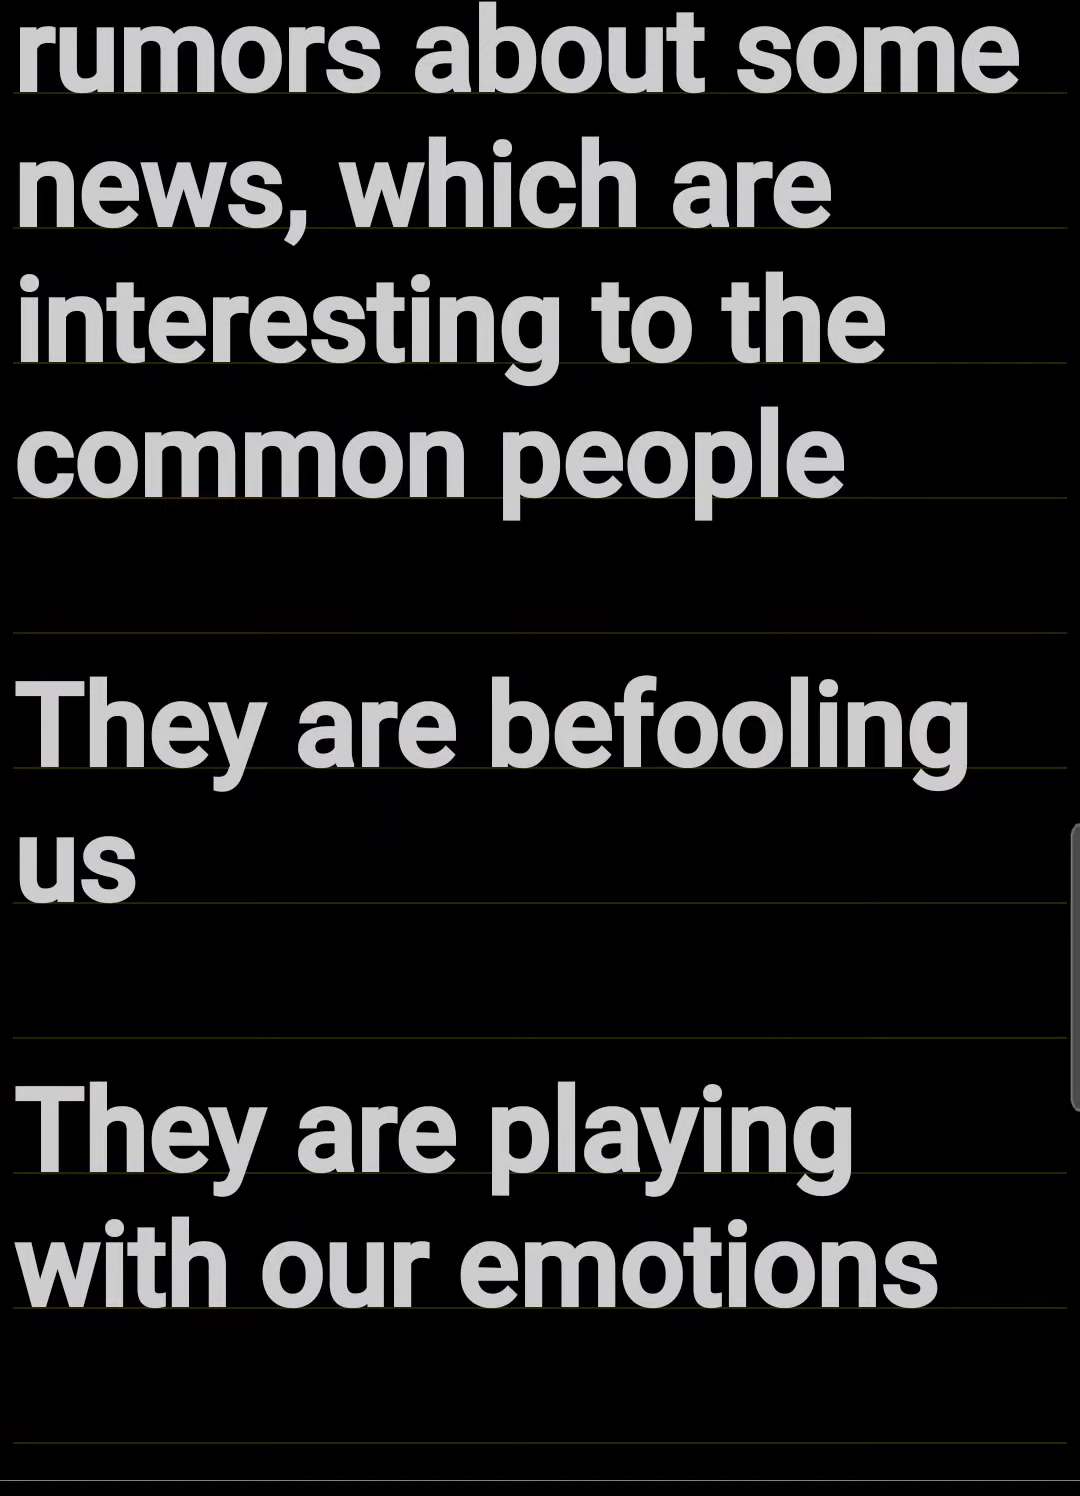 rumors about some
news, which are
interesting to the
common people
They are befooling
us
They are playing
with our emotions